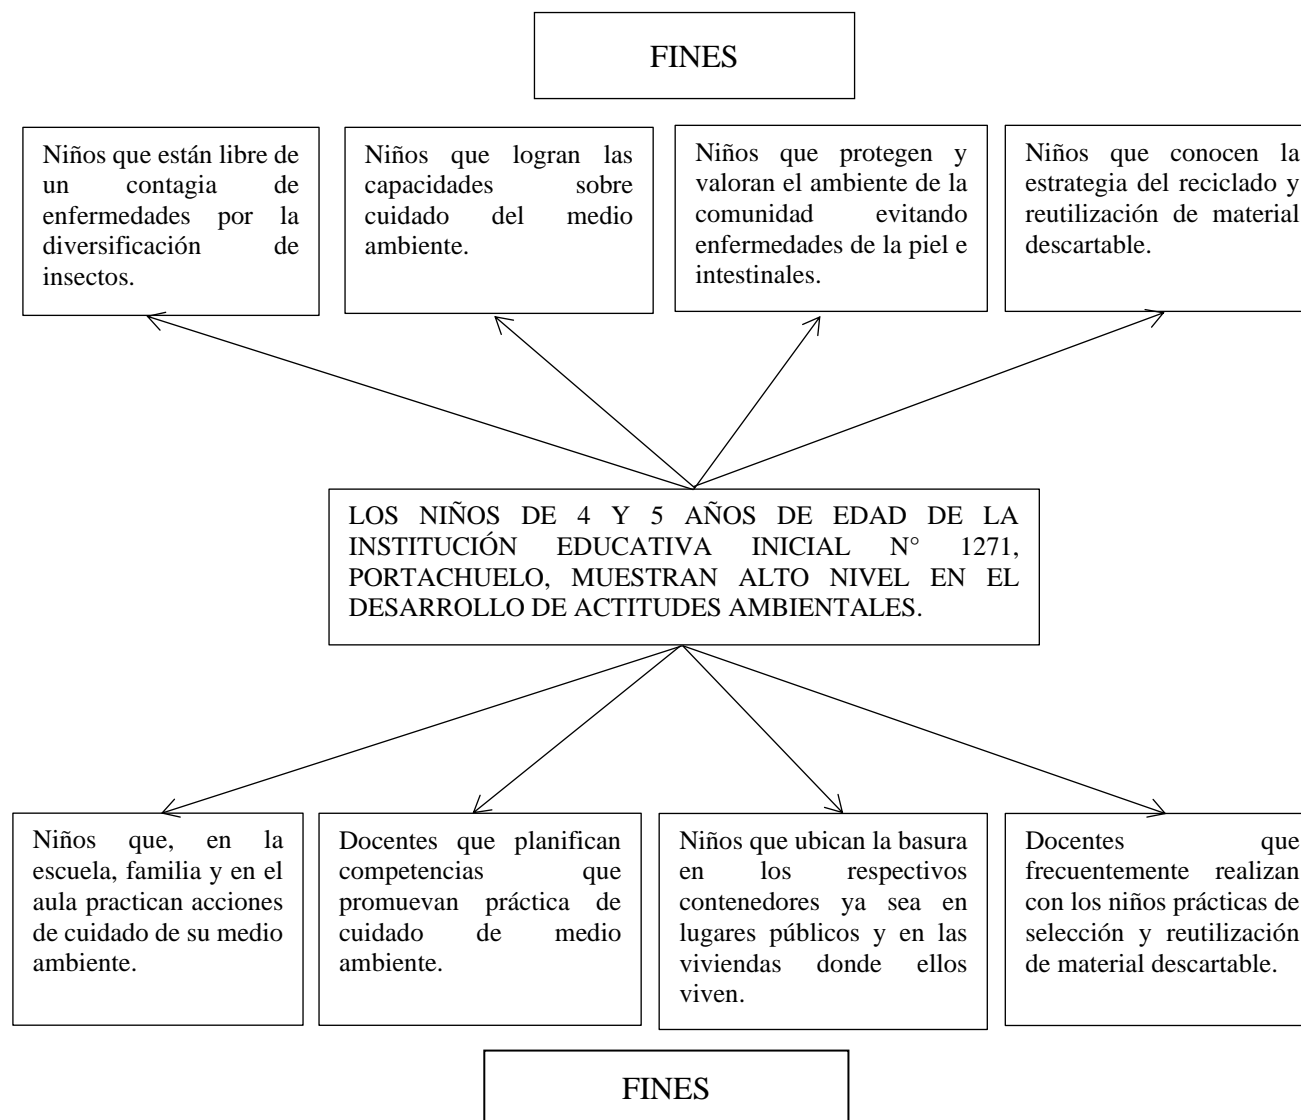 FINES
Niños que están libre de
un contagia de
enfermedades por la
diversificación de
insectos.
Niños que logran las
capacidades sobre
cuidado del medio
ambiente.
Niños que protegen y
valoran el ambiente de la
comunidad evitando
enfermedades de la piel e
intestinales.
Niños que conocen la
estrategia del reciclado y
reutilización de material
descartable.
LOS NIÑOS DE 4 Y 5 AÑOS DE EDAD DE LA
INSTITUCIÓN EDUCATIVA INICIAL N° 1271,
PORTACHUELO, MUESTRAN ALTO NIVEL EN EL
DESARROLLO DE ACTITUDES AMBIENTALES.
Niños que, en la
escuela, familia y en el
aula practican acciones
de cuidado de su medio
ambiente.
Docentes que planifican
competencias que
promuevan práctica de
cuidado de medio
ambiente.
Niños que ubican la basura
en los respectivos
contenedores ya sea en
lugares públicos y en las
viviendas donde ellos
viven.
Docentes que
frecuentemente realizan
con los niños prácticas de
selección y reutilización
de material descartable.
FINES